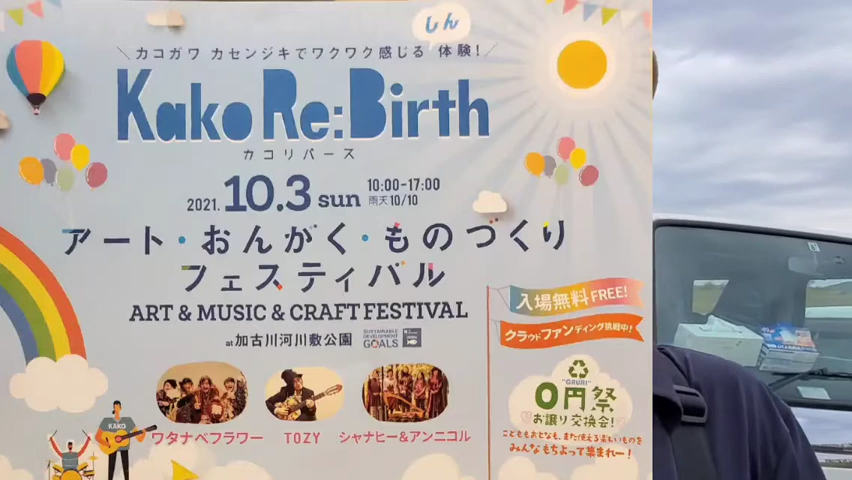 しん
\カコガワ カセンジキでワクワク感じる 体験!/
Kako Re:Birth
カコリバース
2021. 10.3 sun 10:00-17:00
雨天10/10
アート・おんがく・ものづくり
フェスティバル
ART & MUSIC & CRAFT FESTIVAL
at 加古川河川敷公園
SUSTAINABLE DEVELOPMENT
GOALS
入場無料 FREE!
クラウドファンディング挑戦中!
"GRURI"
0円祭
お譲り交換会!
こどももおとなも、まだ使える楽しいものを
みんなもちよって集まれー!
ワタナベフラワー
TOZY
シャナヒー&アンニコル
KAKO